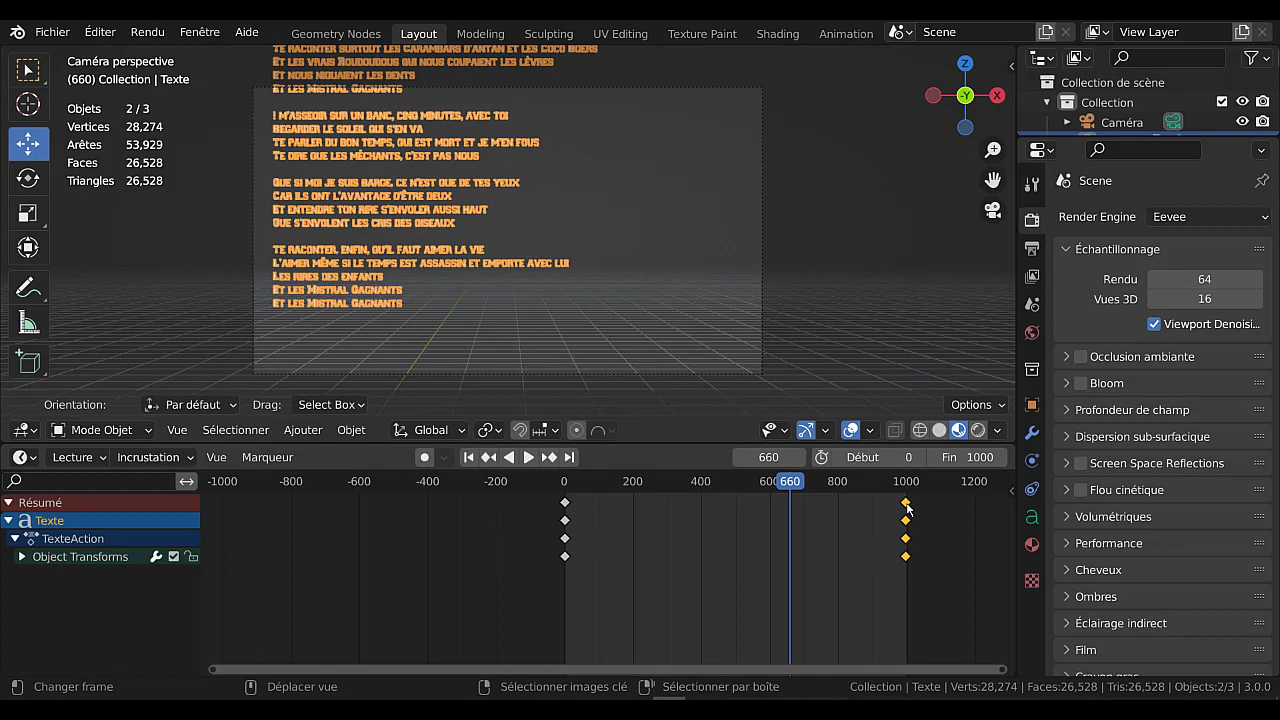 Fichier Éditer Rendu Fenêtre Aide Geometry Nodes Layout Modeling Sculpting UV Editing Texture Paint Shading Animation Scene View Layer
Caméra perspective
(660) Collection | Texte
Objets 2 / 3
Vertices 28,274
Arêtes 53,929
Faces 26,528
Triangles 26,528
te raconter surtout les Carambars d'antan et les Coco Boers
Et les vrais Roudoudous qui nous coupaient les lèvres
Et nous niquaient les dents
Et les Mistral Gagnants
! M'asseoir sur un banc, cinq minutes, avec toi
Regarder le soleil qui s'en va
Te parler du bon temps, qui est mort et je m'en fous
Te dire que les méchants, c'est pas nous
Que si moi je suis barge, ce n'est que de tes yeux
Car ils ont l'avantage d'être deux
Et entendre ton rire s'envoler aussi haut
Que s'envolent les cris des oiseaux
Te raconter, enfin, qu'il faut aimer la vie
L'aimer même si le temps est assassin et emporte avec lui
Les rires des enfants
Et les Mistral Gagnants
Et les Mistral Gagnants
Z
-Y
X
Orientation: Par défaut Drag: Select Box Options
Mode Objet Vue Sélectionner Ajouter Objet Global
Lecture Incrustation Vue Marqueur 660 Début 0 Fin 1000
-1000 -800 -600 -400 -200 0 200 400 600 660 800 1000 1200
Résumé
Texte
TexteAction
Object Transforms
Collection de scène
Collection
Caméra
Scene
Render Engine Eevee
Échantillonnage
Rendu 64
Vues 3D 16
Viewport Denoisi...
Occlusion ambiante
Bloom
Profondeur de champ
Dispersion sub-surfacique
Screen Space Reflections
Flou cinétique
Volumétriques
Performance
Cheveux
Ombres
Éclairage indirect
Film
Changer frame Déplacer vue Sélectionner images clé Sélectionner par boîte Collection | Texte | Verts:28,274 | Faces:26,528 | Tris:26,528 | Objects:2/3 | 3.0.0